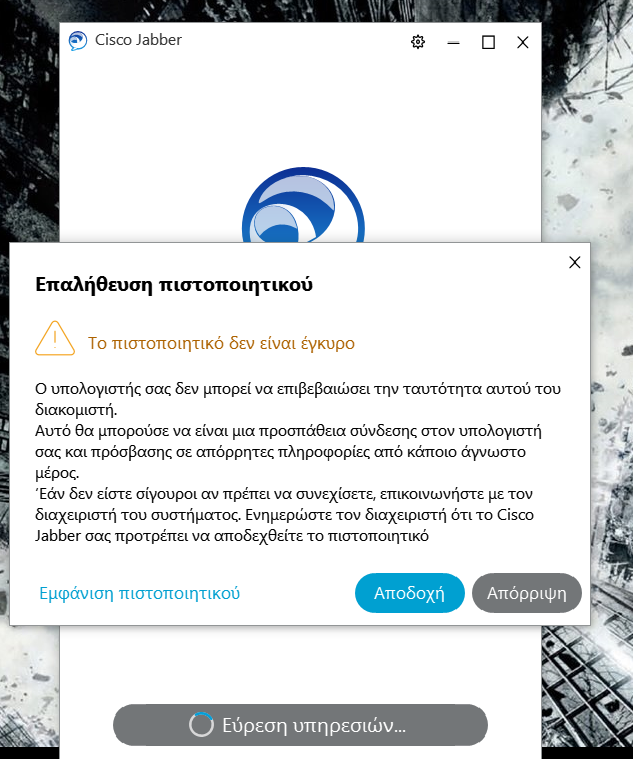 Cisco Jabber
Επαλήθευση πιστοποιητικού
Το πιστοποιητικό δεν είναι έγκυρο
Ο υπολογιστής σας δεν μπορεί να επιβεβαιώσει την ταυτότητα αυτού του
διακομιστή.
Αυτό θα μπορούσε να είναι μια προσπάθεια σύνδεσης στον υπολογιστή
σας και πρόσβασης σε απόρρητες πληροφορίες από κάποιο άγνωστο
μέρος.
Έάν δεν είστε σίγουροι αν πρέπει να συνεχίσετε, επικοινωνήστε με τον
διαχειριστή του συστήματος. Ενημερώστε τον διαχειριστή ότι το Cisco
Jabber σας προτρέπει να αποδεχθείτε το πιστοποιητικό
Εμφάνιση πιστοποιητικού
Αποδοχή
Απόρριψη
Εύρεση υπηρεσιών...